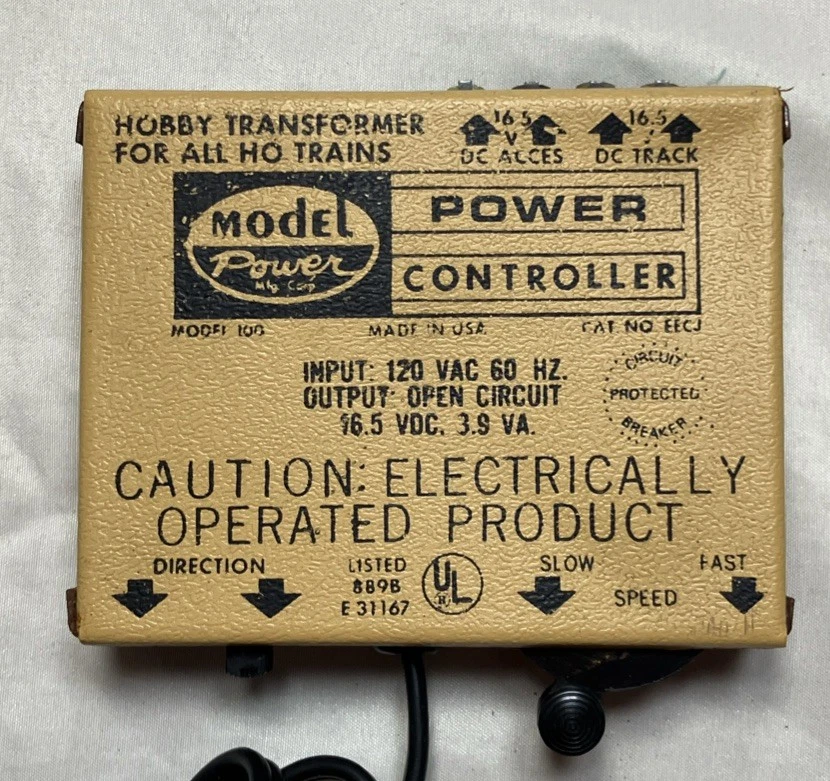 HOBBY TRANSFORMER
FOR ALL HO TRAINS
16.5 V
DC ACCES
16.5
DC TRACK
MODEL
Power
Mfg. Corp.
POWER
CONTROLLER
MODEL 100
MADE IN USA
CAT NO EECJ
INPUT: 120 VAC 60 HZ.
OUTPUT: OPEN CIRCUIT
16.5 VDC. 3.9 VA.
CIRCUIT
PROTECTED
BREAKER
CAUTION: ELECTRICALLY
OPERATED PRODUCT
DIRECTION
LISTED
889B
E 31167
UL
R
SLOW
FAST
SPEED